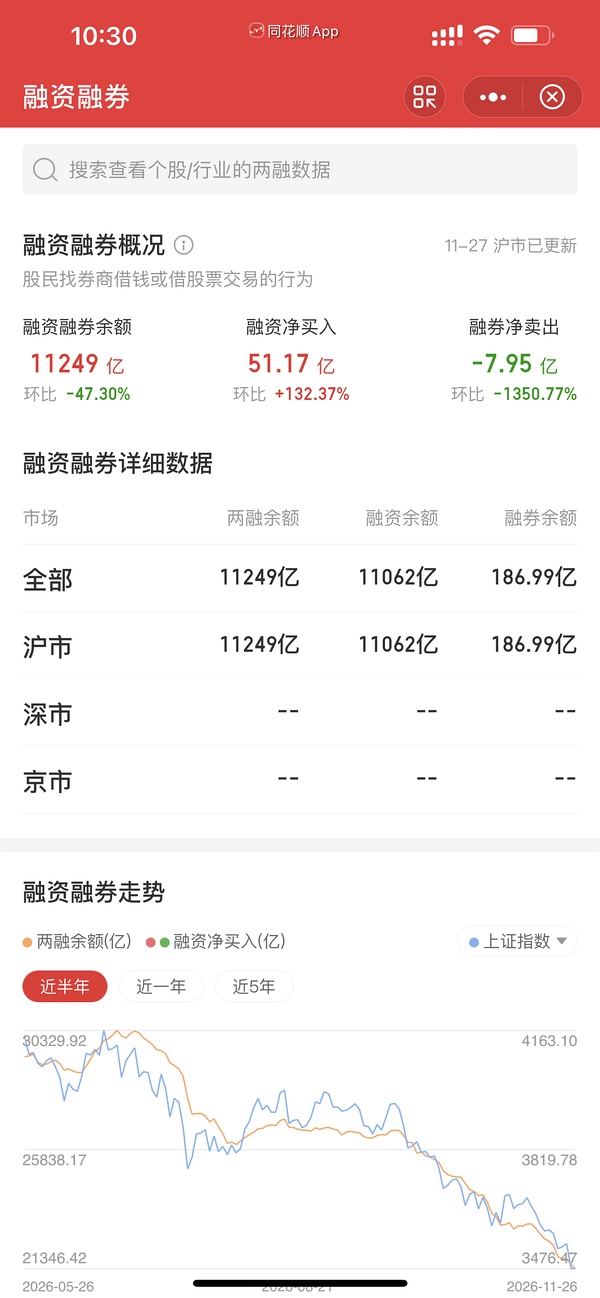 10:30 同花顺App
融资融券
搜索查看个股/行业的两融数据
融资融券概况 11-27 沪市已更新
股民找券商借钱或借股票交易的行为
融资融券余额 融资净买入 融券净卖出
11249 亿 51.17 亿 -7.95 亿
环比 -47.30% 环比 +132.37% 环比 -1350.77%
融资融券详细数据
市场 两融余额 融资余额 融券余额
全部 11249亿 11062亿 186.99亿
沪市 11249亿 11062亿 186.99亿
深市 -- -- --
京市 -- -- --
融资融券走势
两融余额(亿) 融资净买入(亿) 上证指数
近半年 近一年 近5年
30329.92 4163.10
25838.17 3819.78
21346.42 3476.47
2026-05-26 2026-08-21 2026-11-26